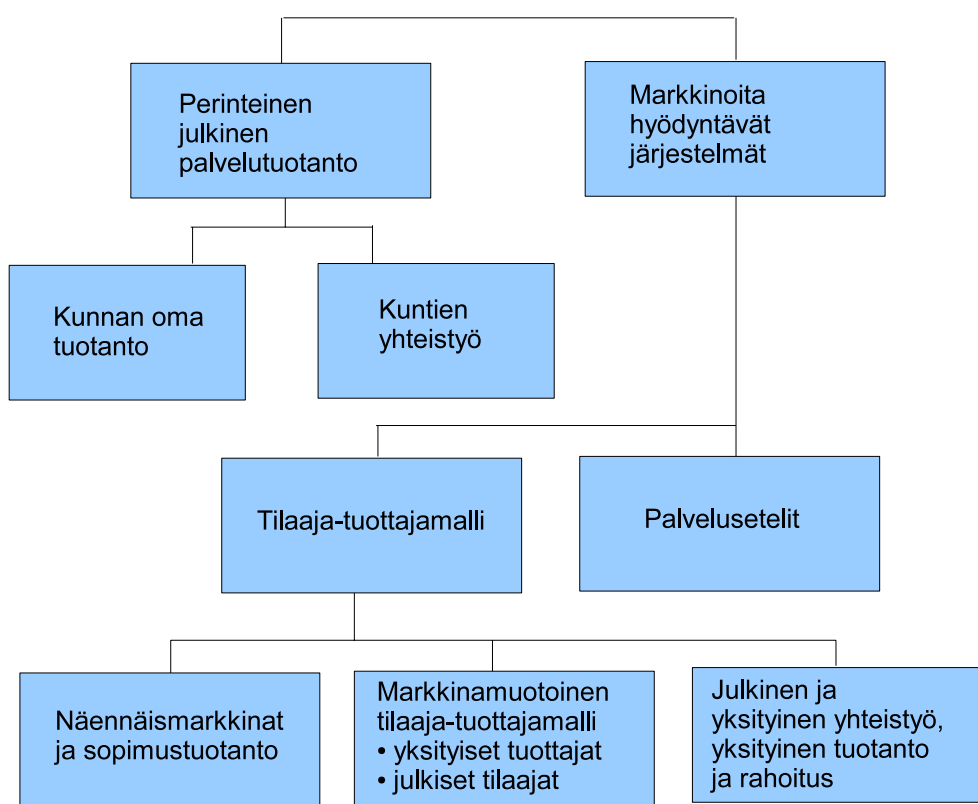 Perinteinen
julkinen
palvelutuotanto
Markkinoita
hyödyntävät
järjestelmät
Kunnan oma
tuotanto
Kuntien
yhteistyö
Tilaaja-tuottajamalli
Palvelusetelit
Näennäismarkkinat
ja sopimustuotanto
Markkinamuotoinen
tilaaja-tuottajamalli
• yksityiset tuottajat
• julkiset tilaajat
Julkinen ja
yksityinen yhteistyö,
yksityinen tuotanto
ja rahoitus